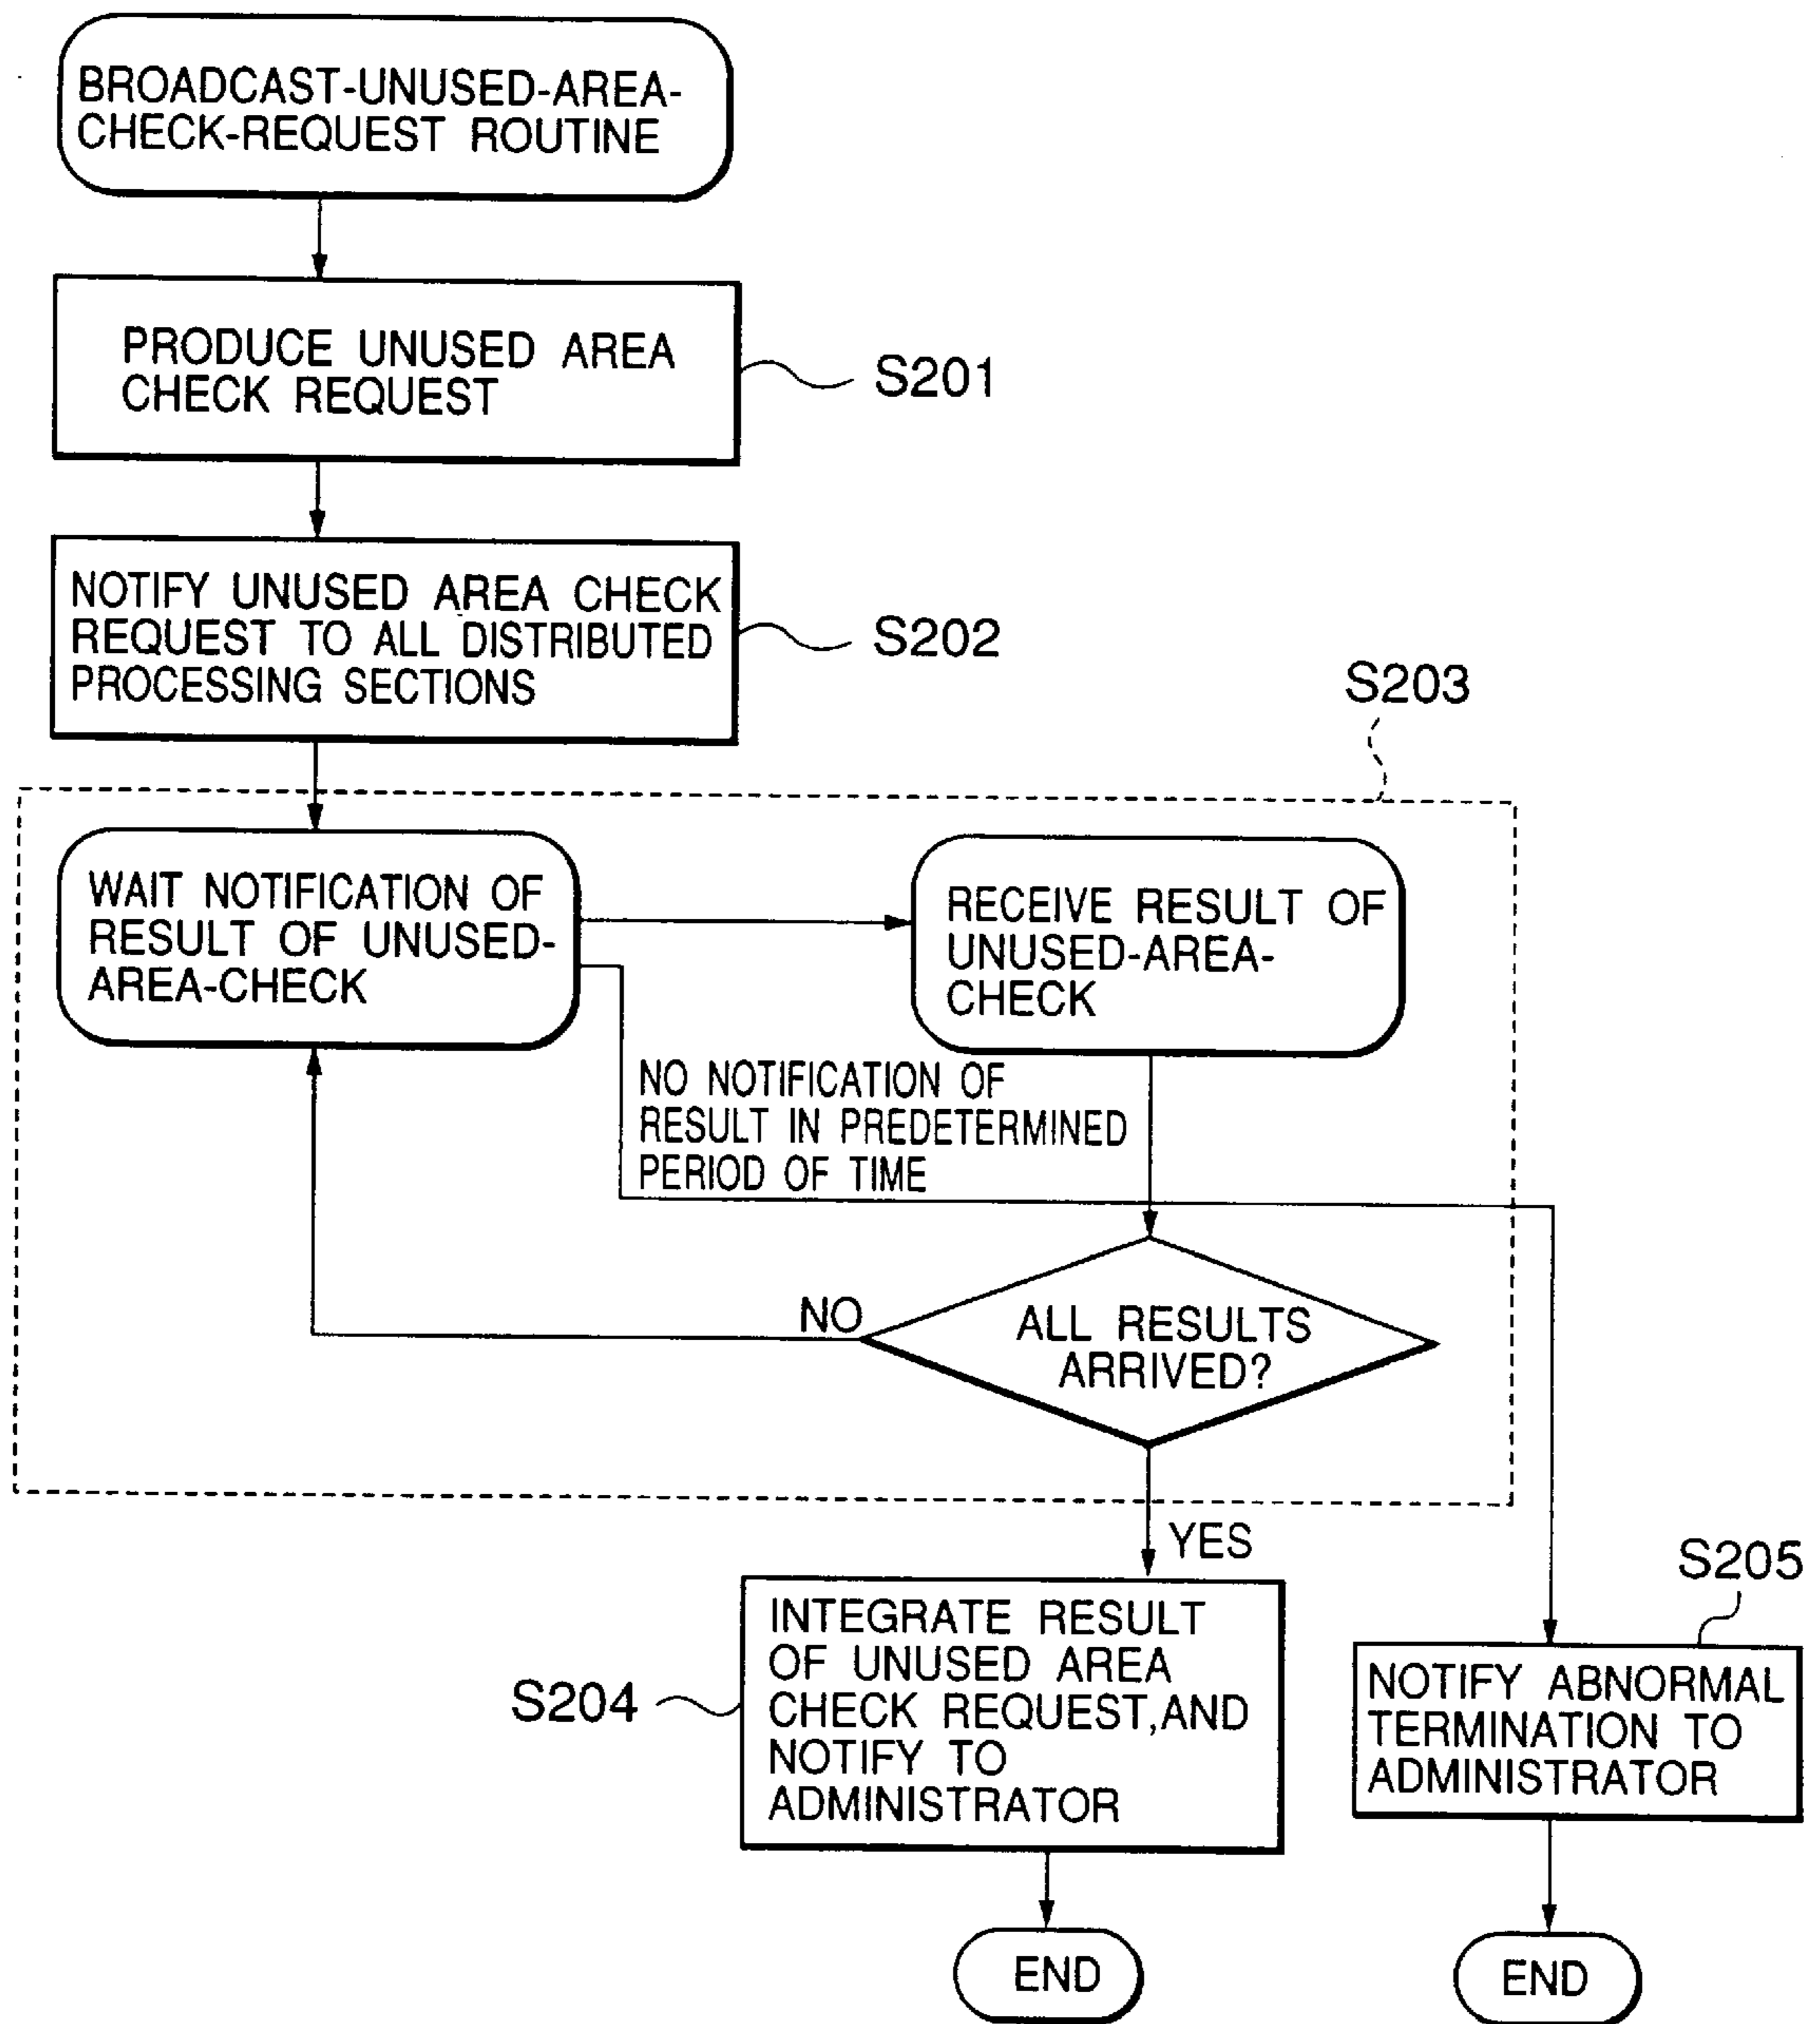 BROADCAST-UNUSED-AREA-
CHECK-REQUEST ROUTINE
PRODUCE UNUSED AREA
CHECK REQUEST
S201
NOTIFY UNUSED AREA CHECK
REQUEST TO ALL DISTRIBUTED
PROCESSING SECTIONS
S202
S203
WAIT NOTIFICATION OF
RESULT OF UNUSED-
AREA-CHECK
RECEIVE RESULT OF
UNUSED-AREA-
CHECK
NO NOTIFICATION OF
RESULT IN PREDETERMINED
PERIOD OF TIME
NO
ALL RESULTS
ARRIVED?
YES
S204
INTEGRATE RESULT
OF UNUSED AREA
CHECK REQUEST,AND
NOTIFY TO
ADMINISTRATOR
S205
NOTIFY ABNORMAL
TERMINATION TO
ADMINISTRATOR
END
END